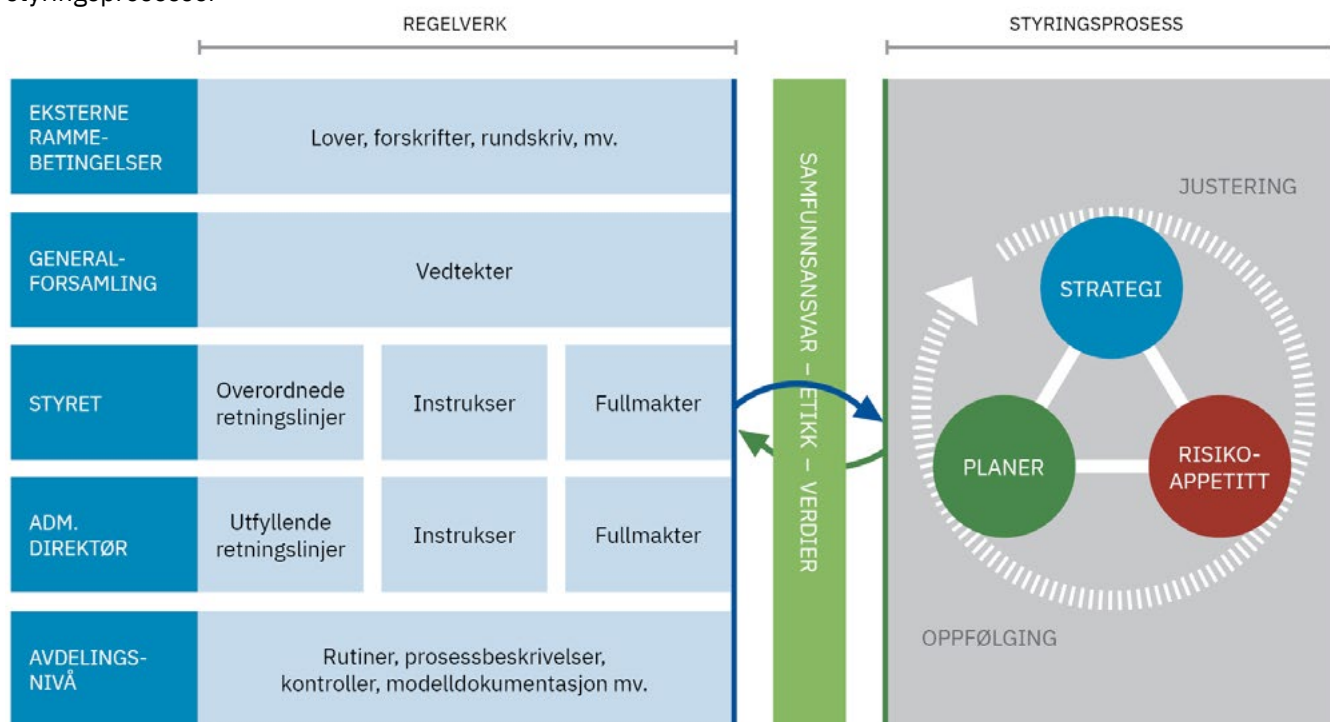 styringsprosesser
REGELVERK
STYRINGSPROSESS
EKSTERNE
RAMME-
BETINGELSER
Lover, forskrifter, rundskriv, mv.
GENERAL-
FORSAMLING
Vedtekter
STYRET
Overordnede
retningslinjer
Instrukser
Fullmakter
ADM.
DIREKTØR
Utfyllende
retningslinjer
Instrukser
Fullmakter
AVDELINGS-
NIVÅ
Rutiner, prosessbeskrivelser,
kontroller, modelldokumentasjon mv.
SAMFUNNSANSVAR – ETIKK – VERDIER
JUSTERING
STRATEGI
PLANER
RISIKO-
APPETITT
OPPFØLGING